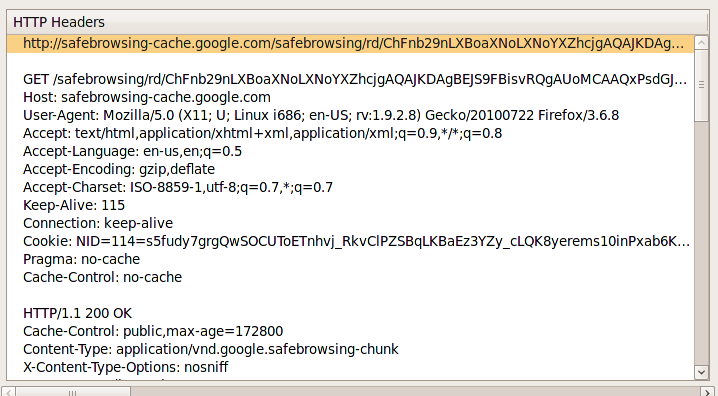 HTTP Headers
http://safebrowsing-cache.google.com/safebrowsing/rd/ChFnb29nLXBoaXNoLXNoYXZhcjgAQAJKDAg...
GET /safebrowsing/rd/ChFnb29nLXBoaXNoLXNoYXZhcjgAQAJKDAgBEJS9FBisvRQgAUoMCAAQxPsdGJ...
Host: safebrowsing-cache.google.com
User-Agent: Mozilla/5.0 (X11; U; Linux i686; en-US; rv:1.9.2.8) Gecko/20100722 Firefox/3.6.8
Accept: text/html,application/xhtml+xml,application/xml;q=0.9,*/*;q=0.8
Accept-Language: en-us,en;q=0.5
Accept-Encoding: gzip,deflate
Accept-Charset: ISO-8859-1,utf-8;q=0.7,*;q=0.7
Keep-Alive: 115
Connection: keep-alive
Cookie: NID=114=s5fudy7grgQwSOCUToETnhvj_RkvClPZSBqLKBaEz3YZy_cLQK8yerems10inPxab6K...
Pragma: no-cache
Cache-Control: no-cache
HTTP/1.1 200 OK
Cache-Control: public,max-age=172800
Content-Type: application/vnd.google.safebrowsing-chunk
X-Content-Type-Options: nosniff